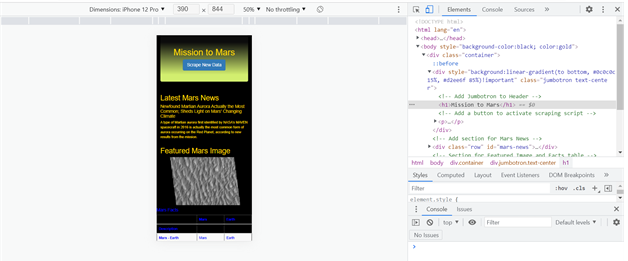 Dimensions: iPhone 12 Pro ▼ 390 × 844 50% ▼ No throttling ▼
Elements
<!DOCTYPE html>
<html lang="en">
<head>…</head>
<body style="background-color:black; color:gold">
<div class="container">
::before
<div style="background:linear-gradient(to bottom, #0c0c0c
15%, #d2ee6f 85%)!important" class="jumbotron text-cente
r">
<!-- Add Jumbotron to Header -->
<h1>Mission to Mars</h1> == $0
<!-- Add a button to activate scraping script -->
<p>…</p>
</div>
<!-- Add section for Mars News -->
<div class="row" id="mars-news">…</div>
<!-- Section for Featured Image and Facts table -->
html body div.container div.jumbotron.text-center h1
Styles Computed Layout Event Listeners DOM Breakpoints
Filter :hov .cls
element.style {
Console Issues
top ▼ Filter Default levels ▼
No Issues
Mission to Mars
Scrape New Data
Latest Mars News
Newfound Martian Aurora Actually the Most
Common; Sheds Light on Mars' Changing
Climate
A type of Martian aurora first identified by NASA's MAVEN
spacecraft in 2016 is actually the most common form of
aurora occurring on the Red Planet, according to new
results from the mission.
Featured Mars Image
Mars Earth
Mars - Earth Mars Earth